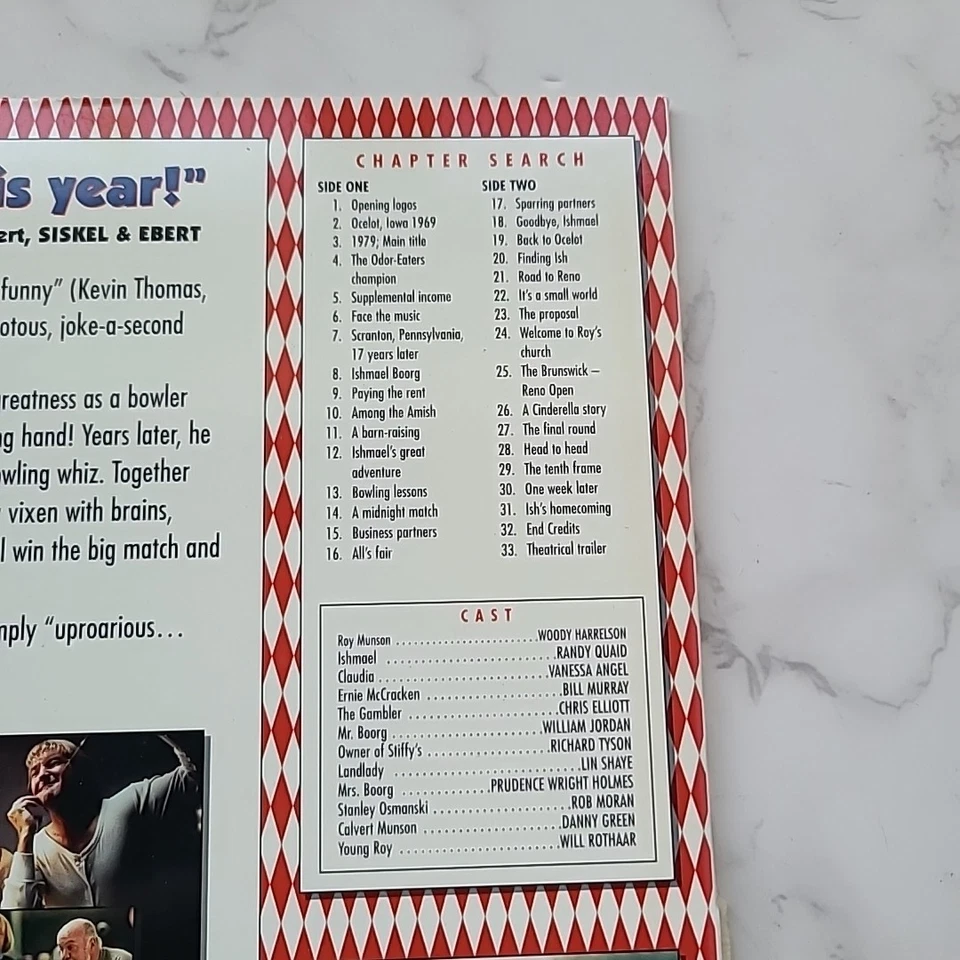 is year!”
ert, SISKEL & EBERT
funny” (Kevin Thomas,
otous, joke-a-second
reatness as a bowler
ng hand! Years later, he
owling whiz. Together
vixen with brains,
l win the big match and
mply “uproarious…
CHAPTER SEARCH
SIDE ONE
1. Opening logos
2. Ocelot, Iowa 1969
3. 1979; Main title
4. The Odor-Eaters
champion
5. Supplemental income
6. Face the music
7. Scranton, Pennsylvania,
17 years later
8. Ishmael Boorg
9. Paying the rent
10. Among the Amish
11. A barn-raising
12. Ishmael's great
adventure
13. Bowling lessons
14. A midnight match
15. Business partners
16. All's fair
SIDE TWO
17. Sparring partners
18. Goodbye, Ishmael
19. Back to Ocelot
20. Finding Ish
21. Road to Reno
22. It's a small world
23. The proposal
24. Welcome to Roy's
church
25. The Brunswick –
Reno Open
26. A Cinderella story
27. The final round
28. Head to head
29. The tenth frame
30. One week later
31. Ish's homecoming
32. End Credits
33. Theatrical trailer
CAST
Roy Munson ........................WOODY HARRELSON
Ishmael .............................RANDY QUAID
Claudia .............................VANESSA ANGEL
Ernie McCracken ......................BILL MURRAY
The Gambler .........................CHRIS ELLIOTT
Mr. Boorg .........................WILLIAM JORDAN
Owner of Stiffy's ....................RICHARD TYSON
Landlady ...............................LIN SHAYE
Mrs. Boorg ..............PRUDENCE WRIGHT HOLMES
Stanley Osmanski .......................ROB MORAN
Calvert Munson .......................DANNY GREEN
Young Roy ..........................WILL ROTHAAR